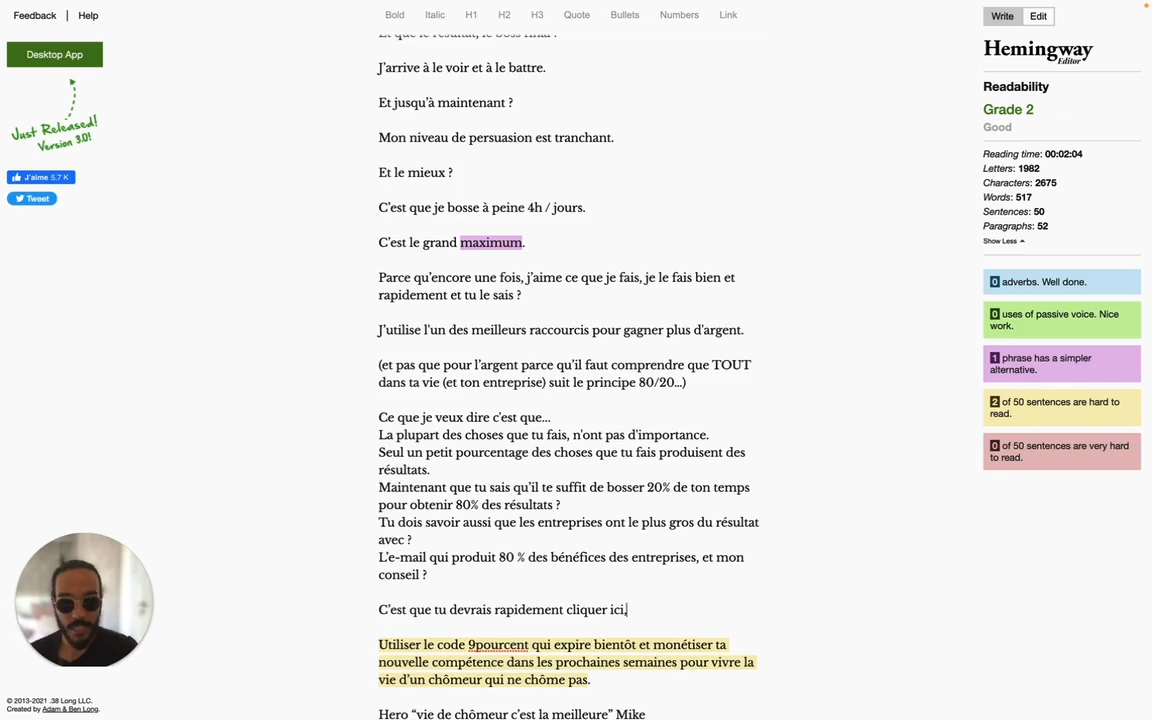 Feedback | Help
Bold Italic H1 H2 H3 Quote Bullets Numbers Link
Write Edit
Desktop App
Just Released!
Version 3.0!
J'aime 5,7 K
Tweet
Et que le résultat, le boss final ?
J'arrive à le voir et à le battre.
Et jusqu'à maintenant ?
Mon niveau de persuasion est tranchant.
Et le mieux ?
C'est que je bosse à peine 4h / jours.
C'est le grand maximum.
Parce qu'encore une fois, j'aime ce que je fais, je le fais bien et
rapidement et tu le sais ?
J'utilise l'un des meilleurs raccourcis pour gagner plus d'argent.
(et pas que pour l'argent parce qu'il faut comprendre que TOUT
dans ta vie (et ton entreprise) suit le principe 80/20...)
Ce que je veux dire c'est que...
La plupart des choses que tu fais, n'ont pas d'importance.
Seul un petit pourcentage des choses que tu fais produisent des
résultats.
Maintenant que tu sais qu'il te suffit de bosser 20% de ton temps
pour obtenir 80% des résultats ?
Tu dois savoir aussi que les entreprises ont le plus gros du résultat
avec ?
L'e-mail qui produit 80 % des bénéfices des entreprises, et mon
conseil ?
C'est que tu devrais rapidement cliquer ici,
Utiliser le code 9pourcent qui expire bientôt et monétiser ta
nouvelle compétence dans les prochaines semaines pour vivre la
vie d'un chômeur qui ne chôme pas.
Hero "vie de chômeur c'est la meilleure" Mike
Hemingway
Editor
Readability
Grade 2
Good
Reading time: 00:02:04
Letters: 1982
Characters: 2675
Words: 517
Sentences: 50
Paragraphs: 52
Show Less
0 adverbs. Well done.
0 uses of passive voice. Nice
work.
1 phrase has a simpler
alternative.
2 of 50 sentences are hard to
read.
0 of 50 sentences are very hard
to read.
© 2013-2021 .38 Long LLC.
Created by Adam & Ben Long.